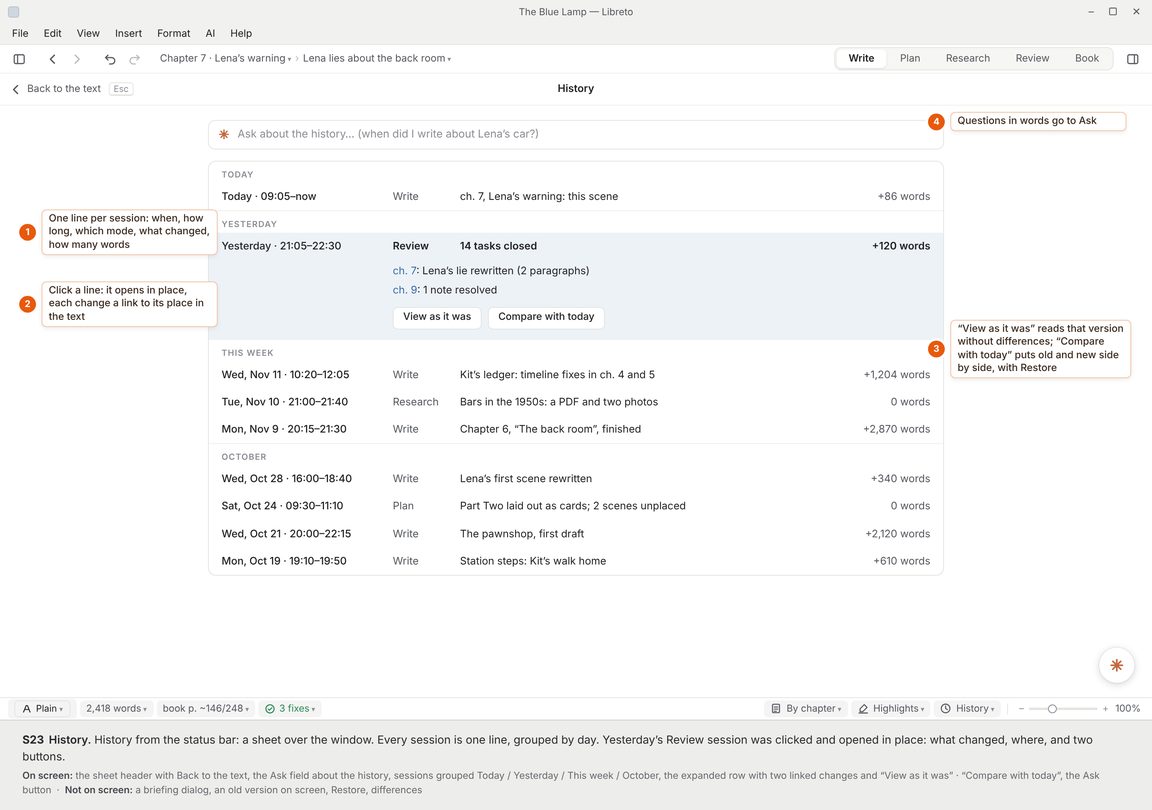 The Blue Lamp — Libreto
File Edit View Insert Format AI Help
Chapter 7 · Lena’s warning › Lena lies about the back room
Write Plan Research Review Book
Back to the text Esc
History
Ask about the history... (when did I write about Lena’s car?)
4 Questions in words go to Ask
TODAY
Today · 09:05–now Write ch. 7, Lena’s warning: this scene +86 words
1 One line per session: when, how
long, which mode, what changed,
how many words
YESTERDAY
Yesterday · 21:05–22:30 Review 14 tasks closed +120 words
ch. 7: Lena’s lie rewritten (2 paragraphs)
ch. 9: 1 note resolved
2 Click a line: it opens in place,
each change a link to its place in
the text
View as it was Compare with today
3 “View as it was” reads that version
without differences; “Compare
with today” puts old and new side
by side, with Restore
THIS WEEK
Wed, Nov 11 · 10:20–12:05 Write Kit’s ledger: timeline fixes in ch. 4 and 5 +1,204 words
Tue, Nov 10 · 21:00–21:40 Research Bars in the 1950s: a PDF and two photos 0 words
Mon, Nov 9 · 20:15–21:30 Write Chapter 6, “The back room”, finished +2,870 words
OCTOBER
Wed, Oct 28 · 16:00–18:40 Write Lena’s first scene rewritten +340 words
Sat, Oct 24 · 09:30–11:10 Plan Part Two laid out as cards; 2 scenes unplaced 0 words
Wed, Oct 21 · 20:00–22:15 Write The pawnshop, first draft +2,120 words
Mon, Oct 19 · 19:10–19:50 Write Station steps: Kit’s walk home +610 words
Plain 2,418 words book p. ~146/248 3 fixes By chapter Highlights History − + 100%
S23 History. History from the status bar: a sheet over the window. Every session is one line, grouped by day. Yesterday’s Review session was clicked and opened in place: what changed, where, and two
buttons.
On screen: the sheet header with Back to the text, the Ask field about the history, sessions grouped Today / Yesterday / This week / October, the expanded row with two linked changes and “View as it was” · “Compare with today”, the Ask
button · Not on screen: a briefing dialog, an old version on screen, Restore, differences